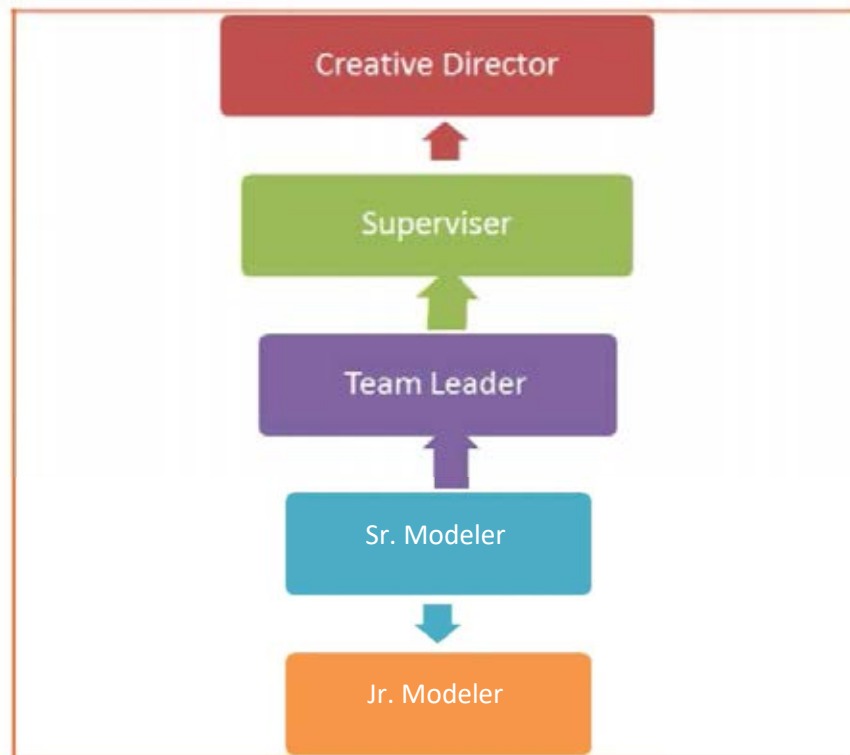 Creative Director
Superviser
Team Leader
Sr. Modeler
Jr. Modeler